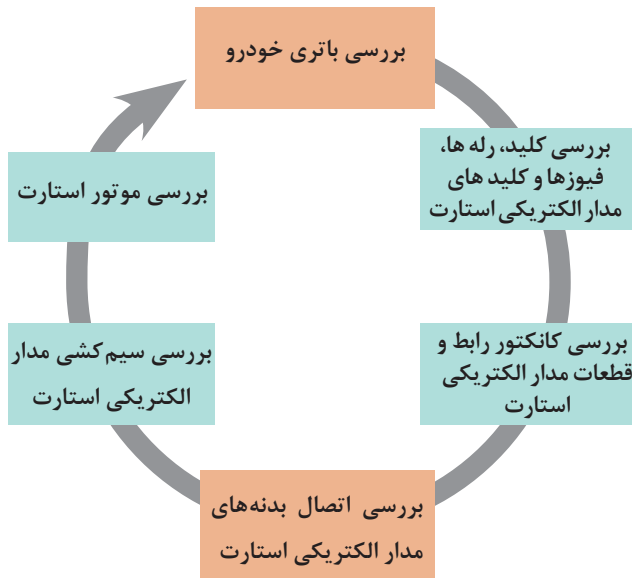 بررسی باتری خودرو
بررسی کلید، رله ها،
فیوزها و کلید های
مدار الکتریکی استارت
بررسی کانکتور رابط و
قطعات مدار الکتریکی
استارت
بررسی اتصال بدنه‌های
مدار الکتریکی استارت
بررسی سیم کشی مدار
الکتریکی استارت
بررسی موتور استارت